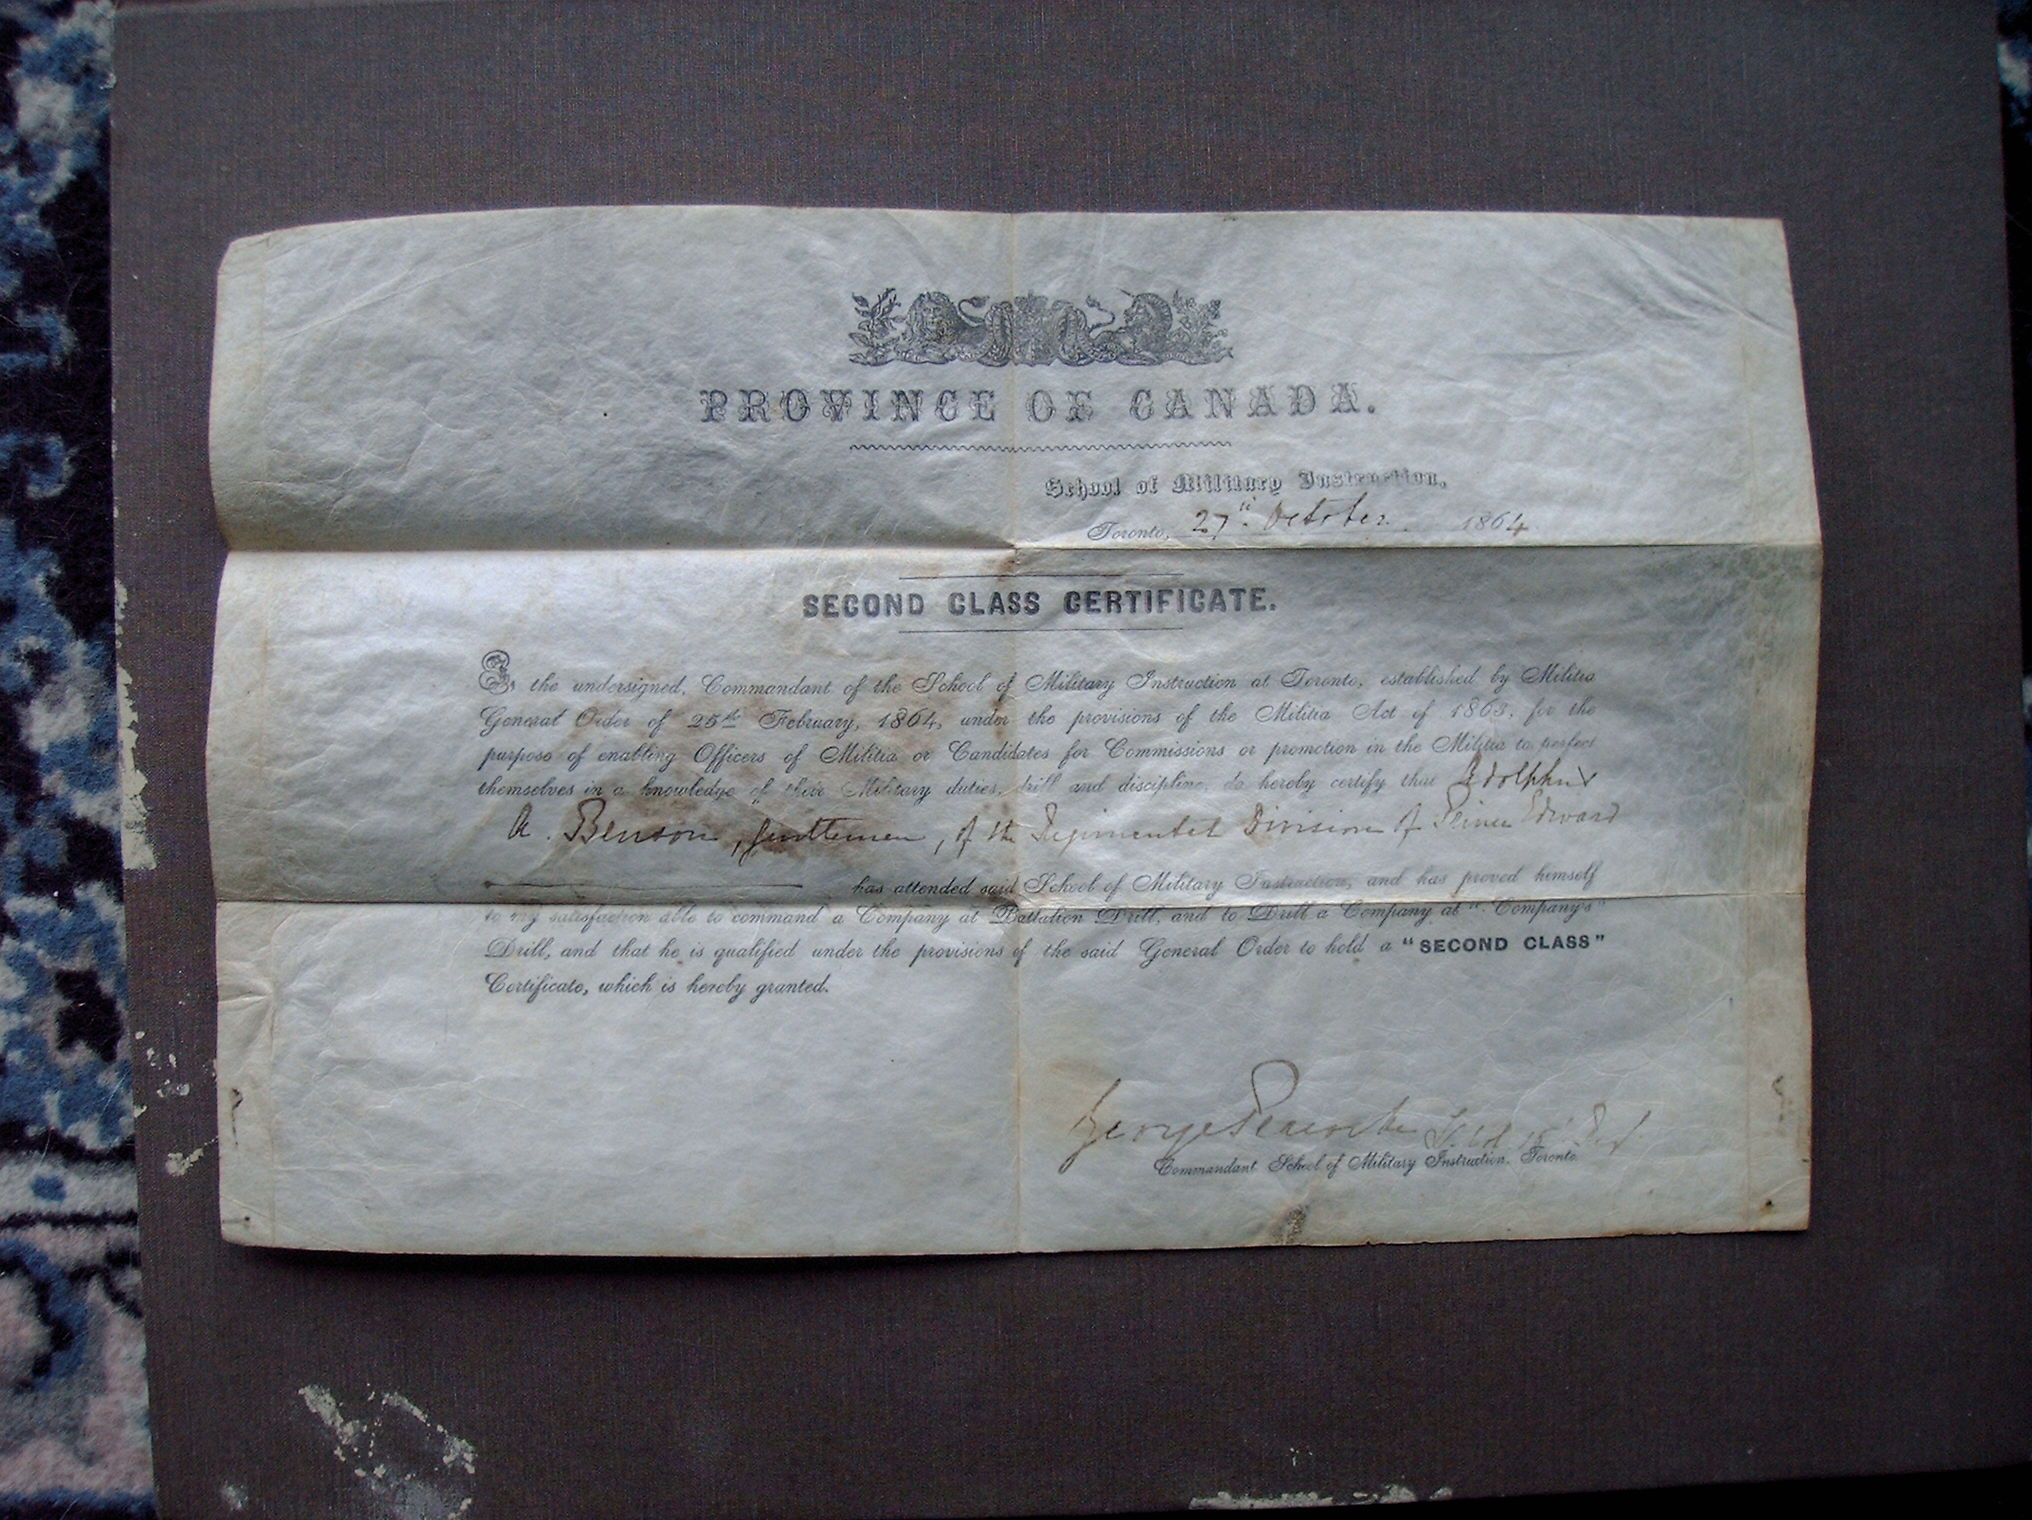 PROVINCE OF CANADA.
School of Military Instruction,
Toronto, 27th October 1864
SECOND CLASS CERTIFICATE.
I, the undersigned, Commandant of the School of Military Instruction at Toronto, established by Militia
General Order of 25th February, 1864, under the provisions of the Militia Act of 1863, for the
purpose of enabling Officers of Militia or Candidates for Commissions or promotion in the Militia to perfect
themselves in a knowledge of their Military duties, drill and discipline, do hereby certify that Adolphus
A. Benson, gentleman, of the Regimental Division of Prince Edward
has attended said School of Military Instruction, and has proved himself
to my satisfaction able to command a Company at Battalion Drill, and to Drill a Company at "Company's"
Drill, and that he is qualified under the provisions of the said General Order to hold a "SECOND CLASS"
Certificate, which is hereby granted.
George
Commandant School of Military Instruction, Toronto.